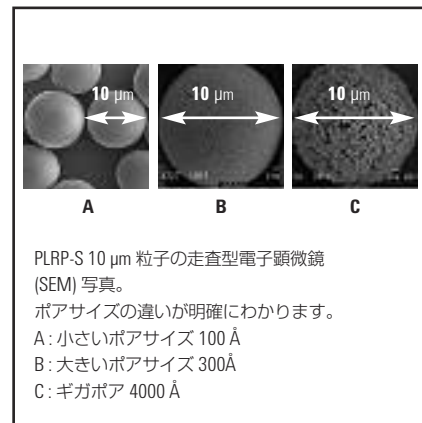 10 µm 10 µm 10 µm
A B C
PLRP-S 10 µm 粒子の走査型電子顕微鏡
(SEM) 写真。
ポアサイズの違いが明確にわかります。
A : 小さいポアサイズ 100 Å
B : 大きいポアサイズ 300Å
C : ギガポア 4000 Å